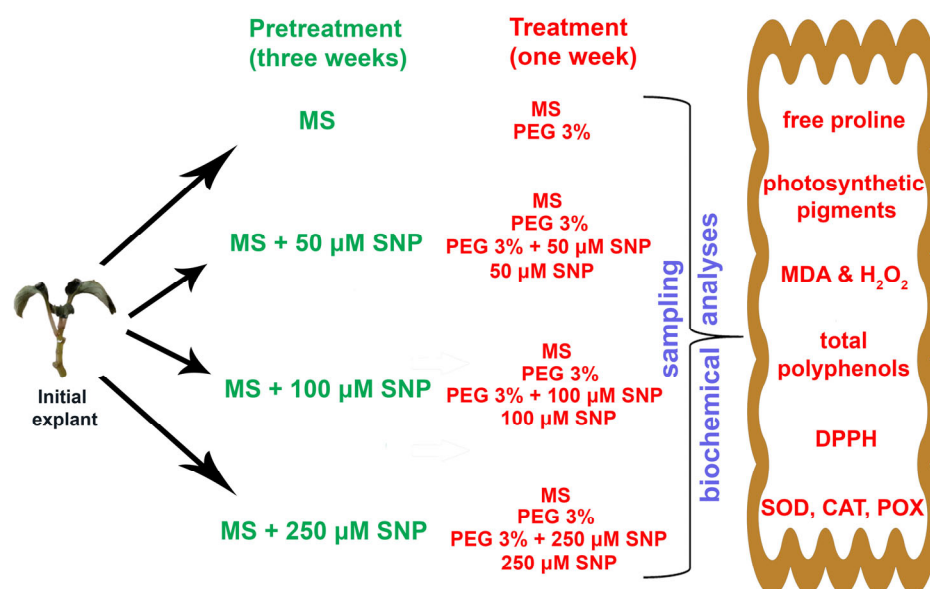 Pretreatment
(three weeks)
Treatment
(one week)
MS
MS
PEG 3%
MS + 50 µM SNP
MS
PEG 3%
PEG 3% + 50 µM SNP
50 µM SNP
MS + 100 µM SNP
MS
PEG 3%
PEG 3% + 100 µM SNP
100 µM SNP
MS + 250 µM SNP
MS
PEG 3%
PEG 3% + 250 µM SNP
250 µM SNP
Initial
explant
sampling
biochemical analyses
free proline
photosynthetic
pigments
MDA & H₂O₂
total
polyphenols
DPPH
SOD, CAT, POX